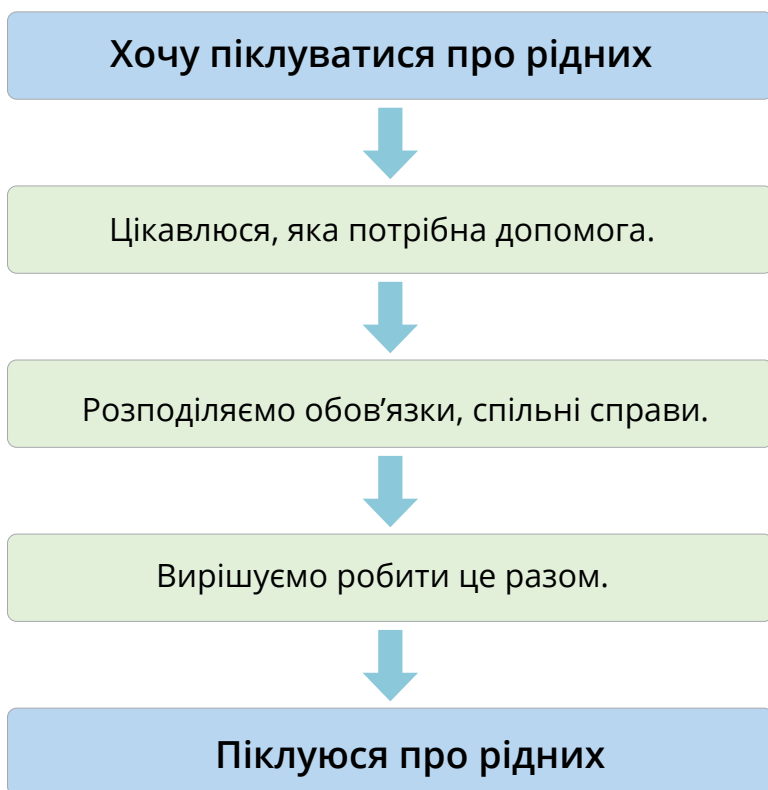 Хочу піклуватися про рідних
Цікавлюся, яка потрібна допомога.
Розподіляємо обов’язки, спільні справи.
Вирішуємо робити це разом.
Піклуюся про рідних